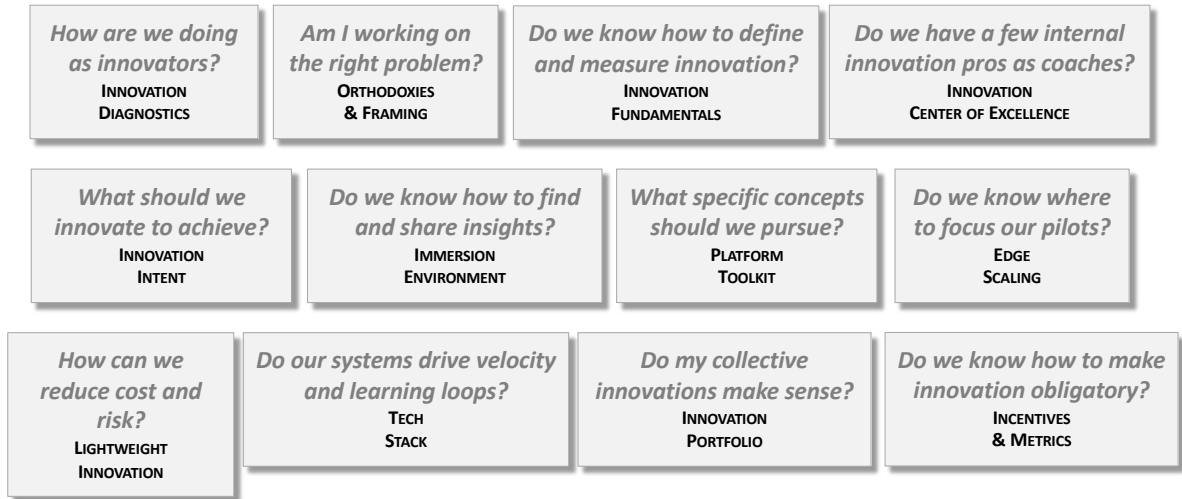 How are we doing
as innovators?
INNOVATION
DIAGNOSTICS
Am I working on
the right problem?
ORTHODOXIES
& FRAMING
Do we know how to define
and measure innovation?
INNOVATION
FUNDAMENTALS
Do we have a few internal
innovation pros as coaches?
INNOVATION
CENTER OF EXCELLENCE
What should we
innovate to achieve?
INNOVATION
INTENT
Do we know how to find
and share insights?
IMMERSION
ENVIRONMENT
What specific concepts
should we pursue?
PLATFORM
TOOLKIT
Do we know where
to focus our pilots?
EDGE
SCALING
How can we
reduce cost and
risk?
LIGHTWEIGHT
INNOVATION
Do our systems drive velocity
and learning loops?
TECH
STACK
Do my collective
innovations make sense?
INNOVATION
PORTFOLIO
Do we know how to make
innovation obligatory?
INCENTIVES
& METRICS